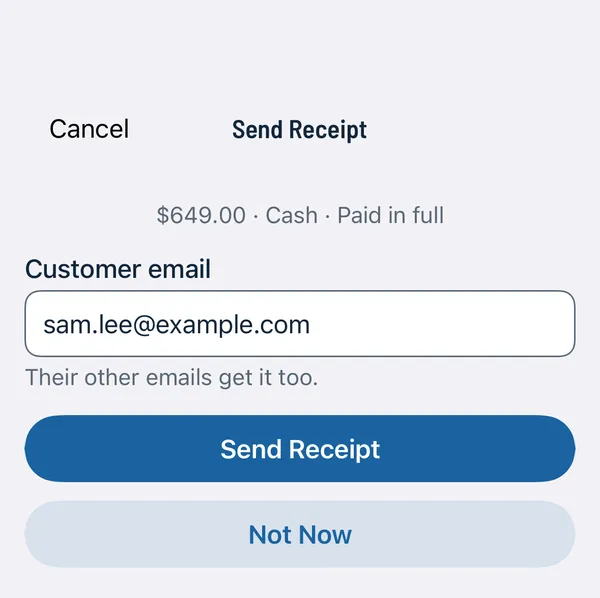 Cancel
Send Receipt
$649.00 · Cash · Paid in full
Customer email
sam.lee@example.com
Their other emails get it too.
Send Receipt
Not Now